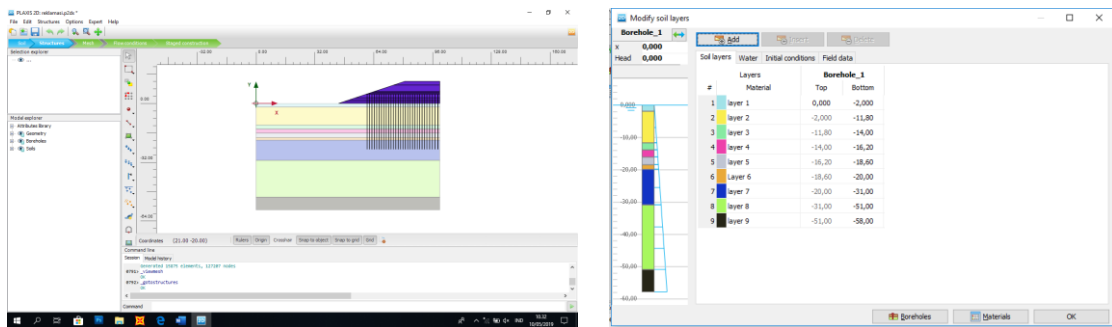 PLAXIS 2D: reklamasi.p2dx *
File Edit Structures Options Expert Help
Soil Structures Mesh Flow conditions Staged construction
Selection explorer
Model explorer
Attributes library
Geometry
Boreholes
Soils
Y
X
Coordinates (21.00 -20.00)
Rulers Origin Crosshair Snap to object Snap to grid Grid
Command line
Session Model history
_viewmesh
OK
_gotostructures
OK
Command
IND
16.32
10/05/2019
Modify soil layers
Borehole_1
x 0,000
Head 0,000
Add Insert Delete
Soil layers Water Initial conditions Field data
Layers Borehole_1
# Material Top Bottom
1 layer 1 0,000 -2,000
2 layer 2 -2,000 -11,80
3 layer 3 -11,80 -14,00
4 layer 4 -14,00 -16,20
5 layer 5 -16,20 -18,60
6 Layer 6 -18,60 -20,00
7 layer 7 -20,00 -31,00
8 layer 8 -31,00 -51,00
9 layer 9 -51,00 -58,00
0,000
-10,00
-20,00
-30,00
-40,00
-50,00
-60,00
Boreholes Materials OK